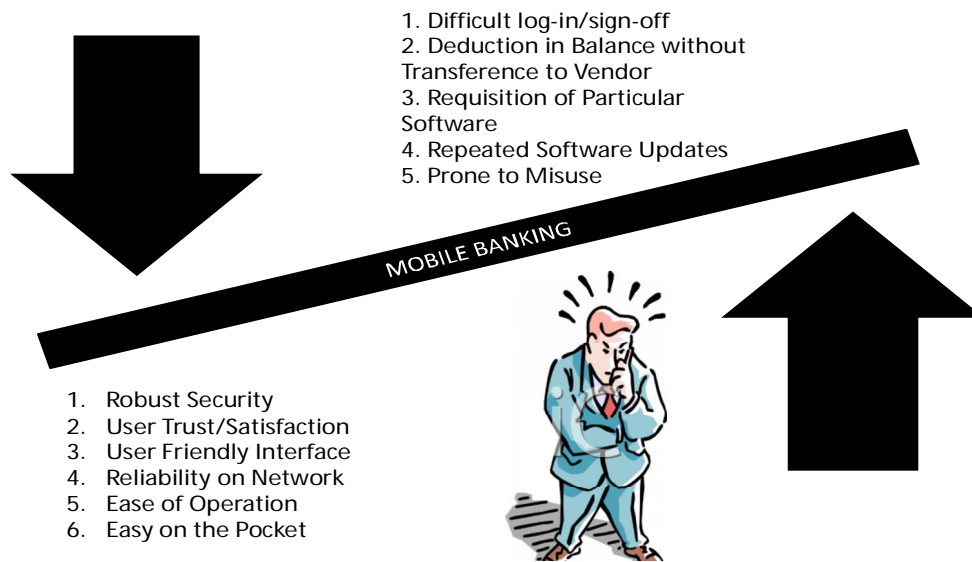 1. Difficult log-in/sign-off
2. Deduction in Balance without
Transference to Vendor
3. Requisition of Particular
Software
4. Repeated Software Updates
5. Prone to Misuse
MOBILE BANKING
1. Robust Security
2. User Trust/Satisfaction
3. User Friendly Interface
4. Reliability on Network
5. Ease of Operation
6. Easy on the Pocket